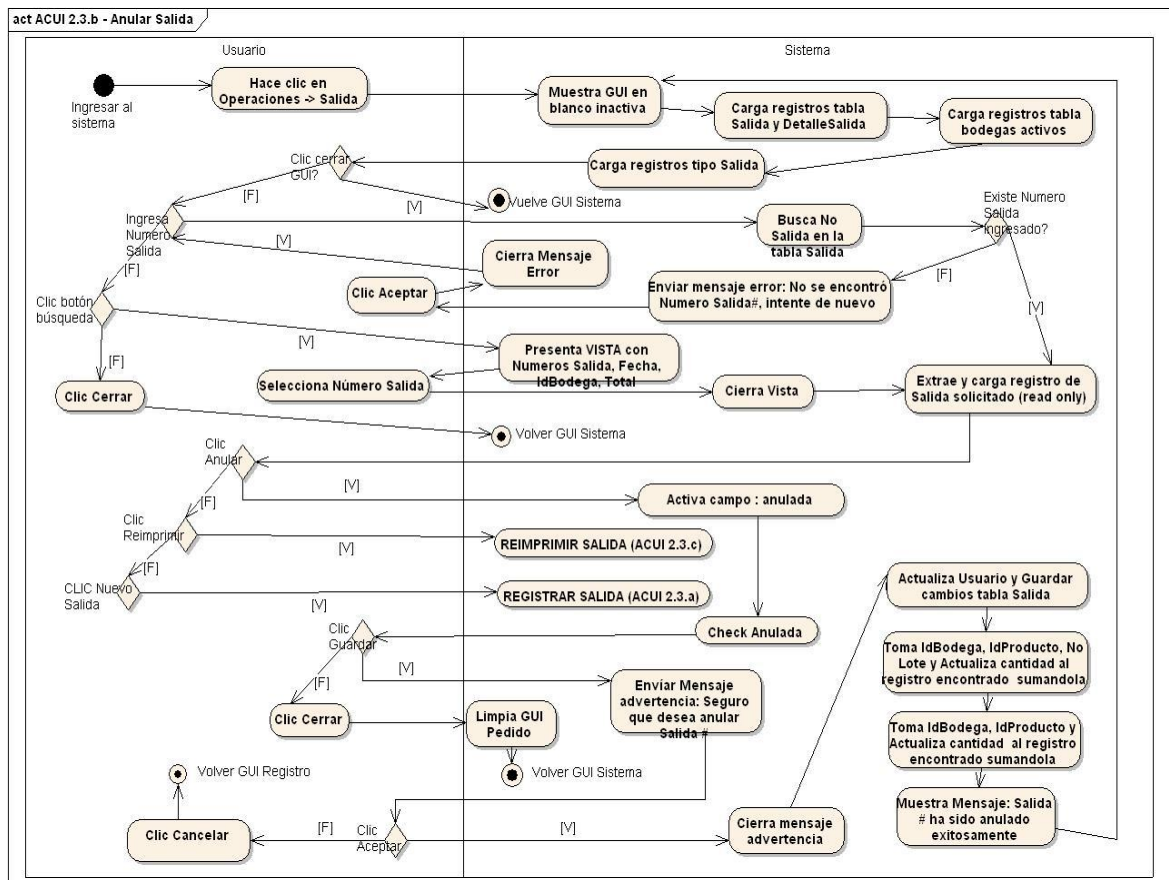 act ACUI 2.3.b - Anular Salida
Usuario
Sistema
Ingresar al
sistema
Hace clic en
Operaciones -> Salida
Muestra GUI en
blanco inactiva
Carga registros tabla
Salida y DetalleSalida
Carga registros tabla
bodegas activos
Carga registros tipo Salida
Clic cerrar
GUI?
[F]
[V]
Vuelve GUI Sistema
Ingresa
Numero
Salida
[V]
[F]
Busca No
Salida en la
tabla Salida
Existe Numero
Salida
ingresado?
[F]
[V]
Cierra Mensaje
Error
Clic Aceptar
Enviar mensaje error: No se encontró
Numero Salida#, intente de nuevo
Clic botón
búsqueda
[V]
[F]
Presenta VISTA con
Numeros Salida, Fecha,
IdBodega, Total
Selecciona Número Salida
Cierra Vista
Extrae y carga registro de
Salida solicitado (read only)
Clic Cerrar
Volver GUI Sistema
Clic
Anular
[V]
[F]
Activa campo : anulada
Clic
Reimprimir
[V]
[F]
REIMPRIMIR SALIDA (ACUI 2.3.c)
CLIC Nuevo
Salida
[V]
REGISTRAR SALIDA (ACUI 2.3.a)
Actualiza Usuario y Guardar
cambios tabla Salida
Check Anulada
Clic
Guardar
[V]
[F]
Toma IdBodega, IdProducto, No
Lote y Actualiza cantidad al
registro encontrado sumandola
Envíar Mensaje
advertencia: Seguro
que desea anular
Salida #
Clic Cerrar
Limpia GUI
Pedido
Toma IdBodega, IdProducto y
Actualiza cantidad al registro
encontrado sumandola
Volver GUI Registro
Volver GUI Sistema
Muestra Mensaje: Salida
# ha sido anulado
exitosamente
Clic Cancelar
[F]
Clic
Aceptar
[V]
Cierra mensaje
advertencia